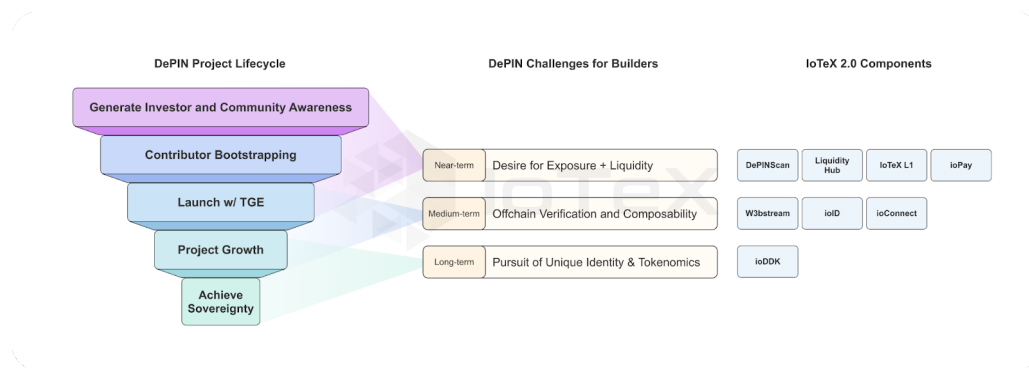 DePIN Project Lifecycle
DePIN Challenges for Builders
IoTeX 2.0 Components
Generate Investor and Community Awareness
Contributor Bootstrapping
Launch w/ TGE
Project Growth
Achieve
Sovereignty
Near-term
Desire for Exposure + Liquidity
Medium-term
Offchain Verification and Composability
Long-term
Pursuit of Unique Identity & Tokenomics
DePINScan
Liquidity
Hub
IoTeX L1
ioPay
W3bstream
ioID
ioConnect
ioDDK
IoTeX